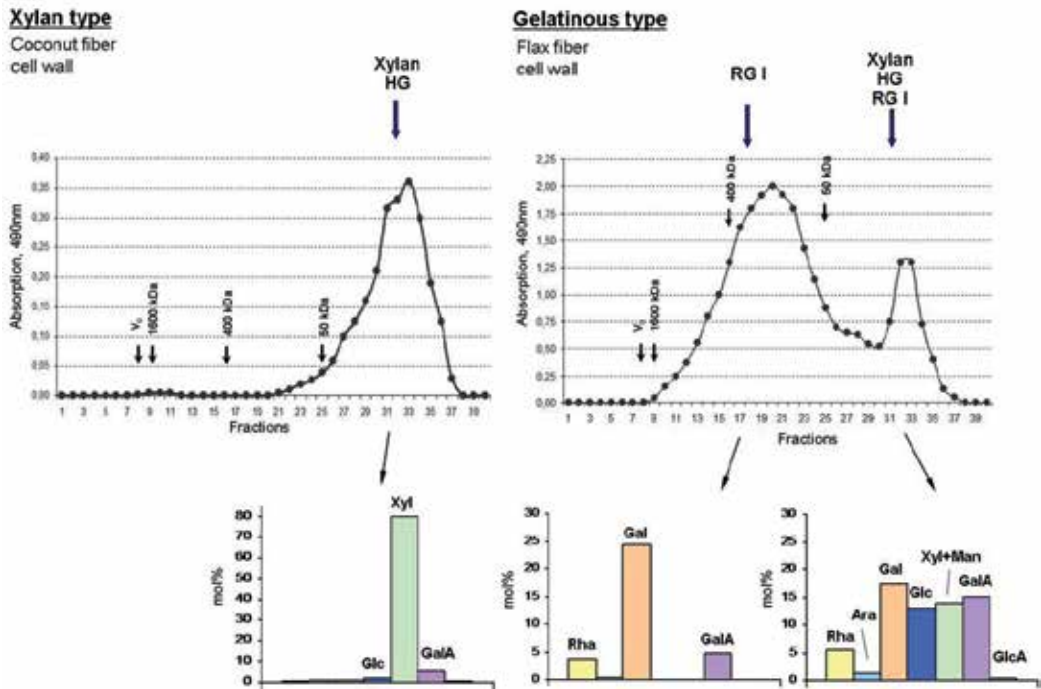 Xylan type
Coconut fiber
cell wall
Xylan
HG
Absorption, 490nm
0,40
0,35
0,30
0,25
0,20
0,15
0,10
0,05
0,00
V₀
1600 kDa
400 kDa
50 kDa
1 3 5 7 9 11 13 15 17 19 21 23 25 27 29 31 33 35 37 39
Fractions
mol%
80
70
60
50
40
30
20
10
0
Glc
Xyl
GalA
Gelatinous type
Flax fiber
cell wall
RG I
Xylan
HG
RG I
Absorption, 490nm
2,25
2,00
1,75
1,50
1,25
1,00
0,75
0,50
0,25
0,00
V₀
1600 kDa
400 kDa
50 kDa
1 3 5 7 9 11 13 15 17 19 21 23 25 27 29 31 33 35 37 39
Fractions
mol%
30
25
20
15
10
5
0
Rha
Gal
GalA
mol%
30
25
20
15
10
5
0
Rha
Ara
Gal
Glc
Xyl+Man
GalA
GlcA